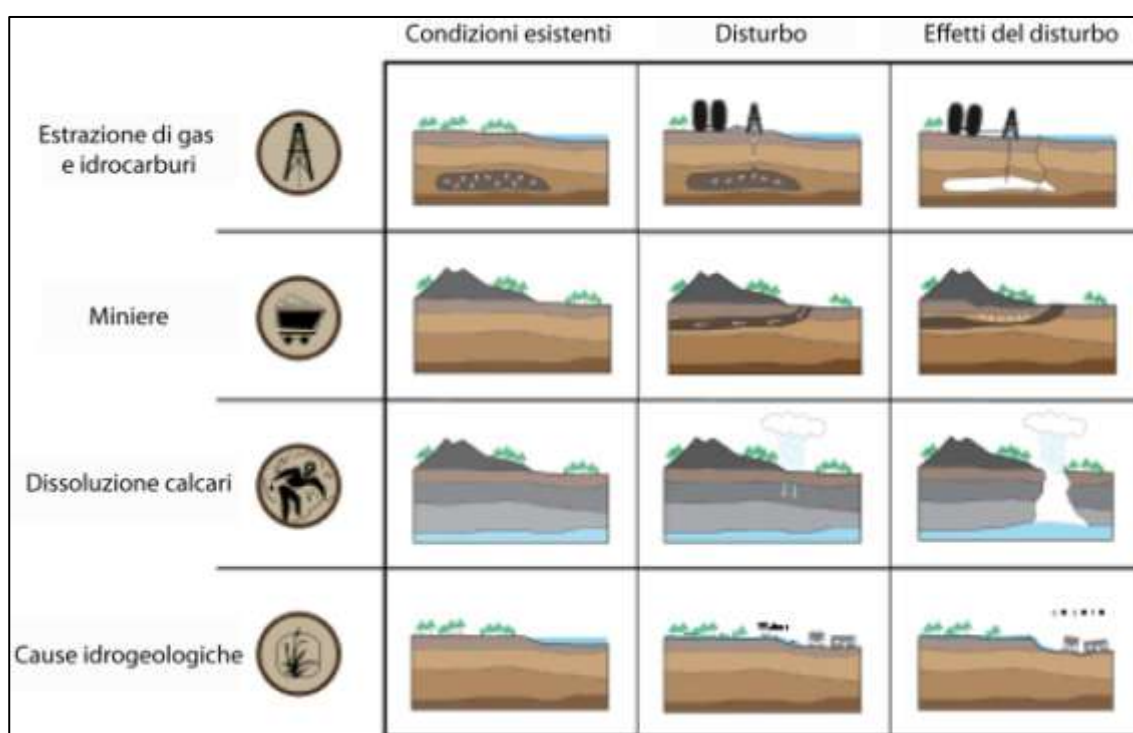 Condizioni esistenti
Disturbo
Effetti del disturbo
Estrazione di gas
e idrocarburi
Miniere
Dissoluzione calcari
Cause idrogeologiche